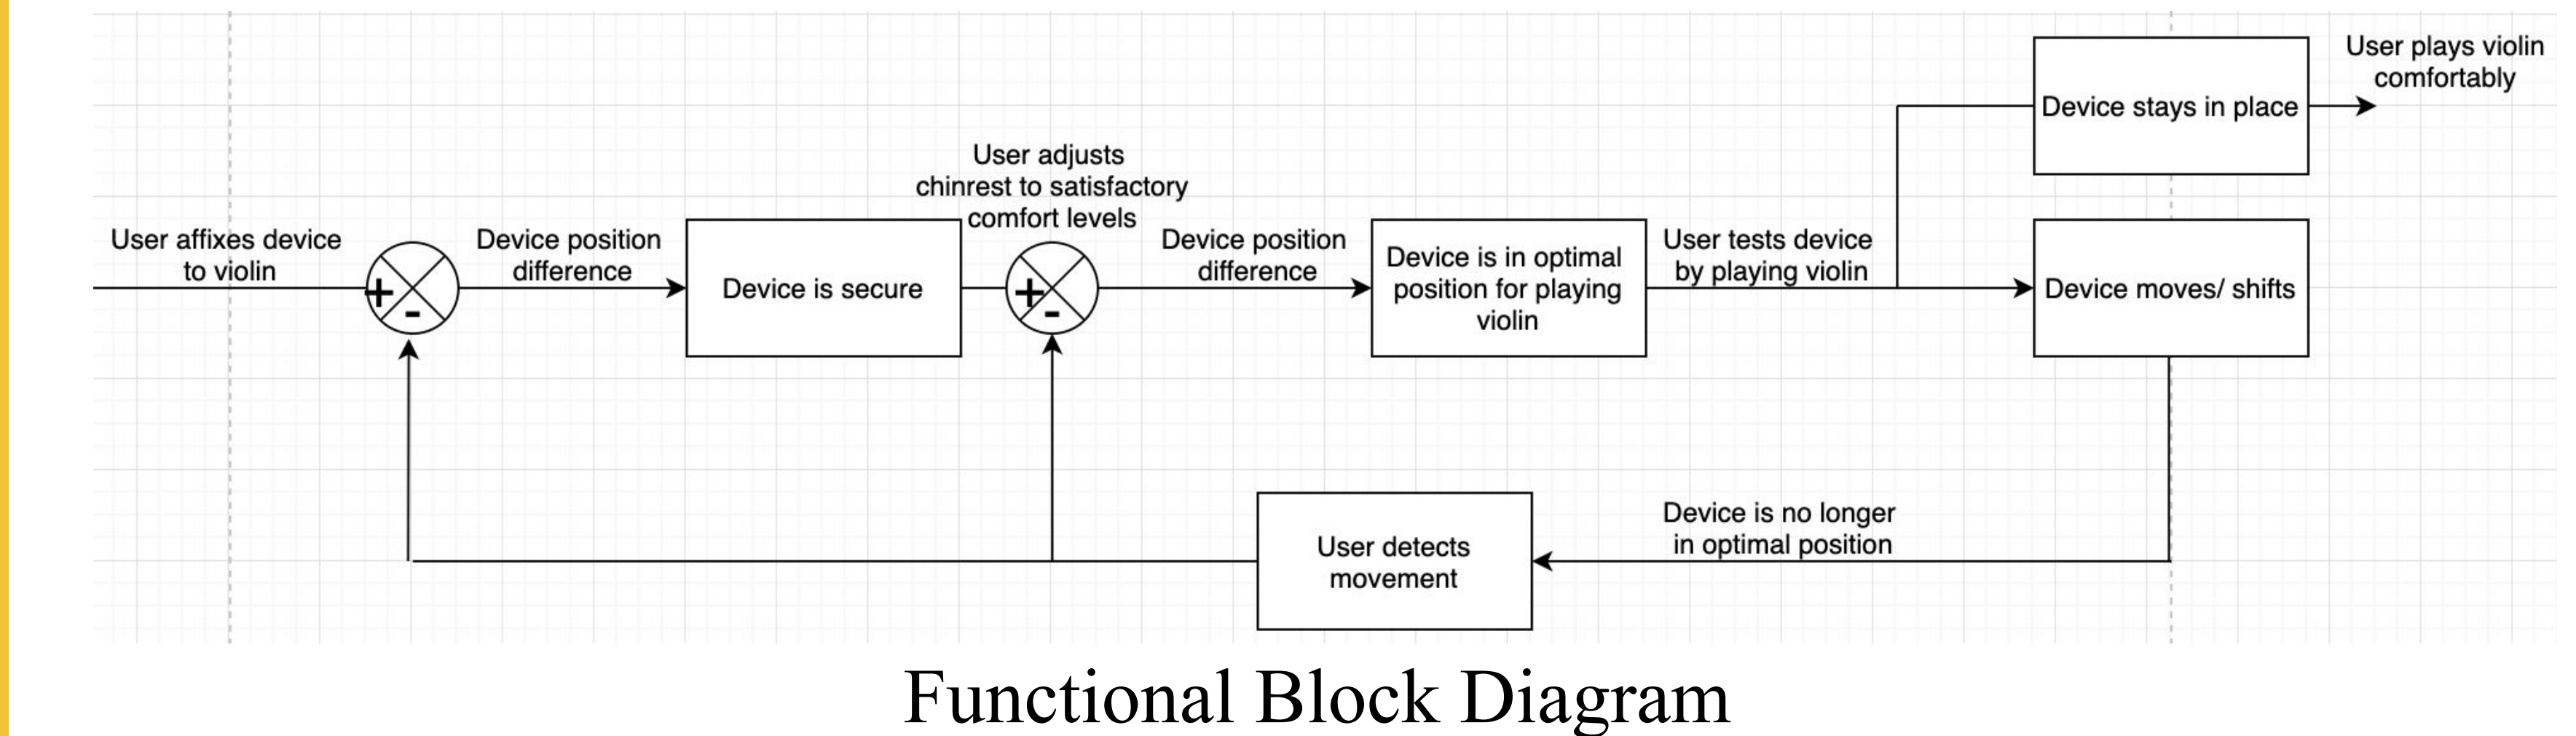 User plays violin
comfortably
Device stays in place
User adjusts
chinrest to satisfactory
comfort levels
User affixes device
to violin
+
-
Device position
difference
Device is secure
+
-
Device position
difference
Device is in optimal
position for playing
violin
User tests device
by playing violin
Device moves/ shifts
Device is no longer
in optimal position
User detects
movement
Functional Block Diagram